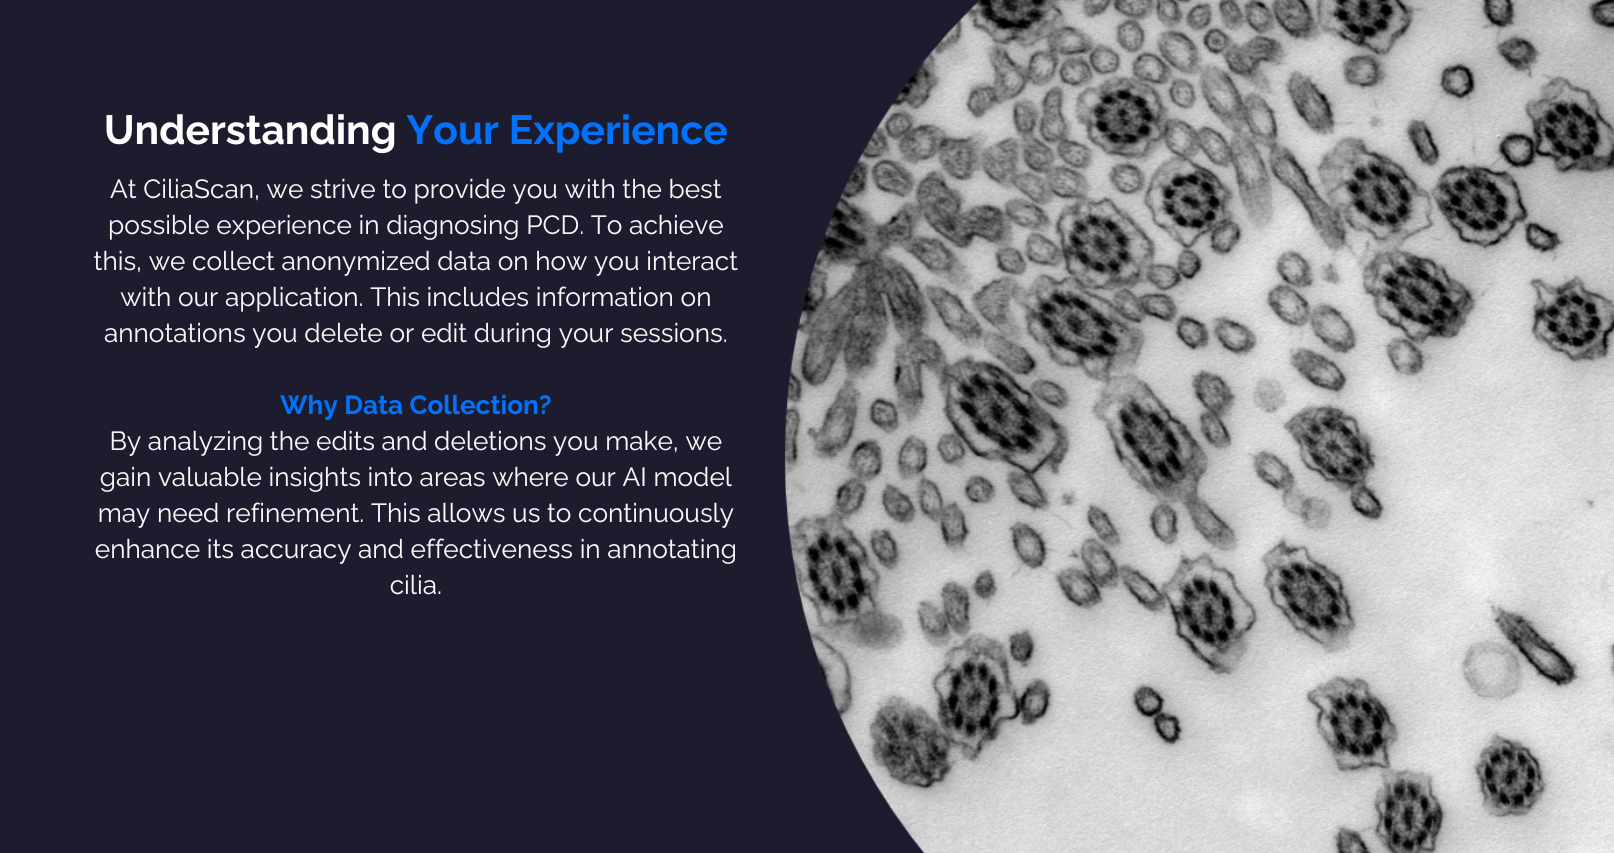 Understanding Your Experience
At CiliaScan, we strive to provide you with the best
possible experience in diagnosing PCD. To achieve
this, we collect anonymized data on how you interact
with our application. This includes information on
annotations you delete or edit during your sessions.
Why Data Collection?
By analyzing the edits and deletions you make, we
gain valuable insights into areas where our AI model
may need refinement. This allows us to continuously
enhance its accuracy and effectiveness in annotating
cilia.